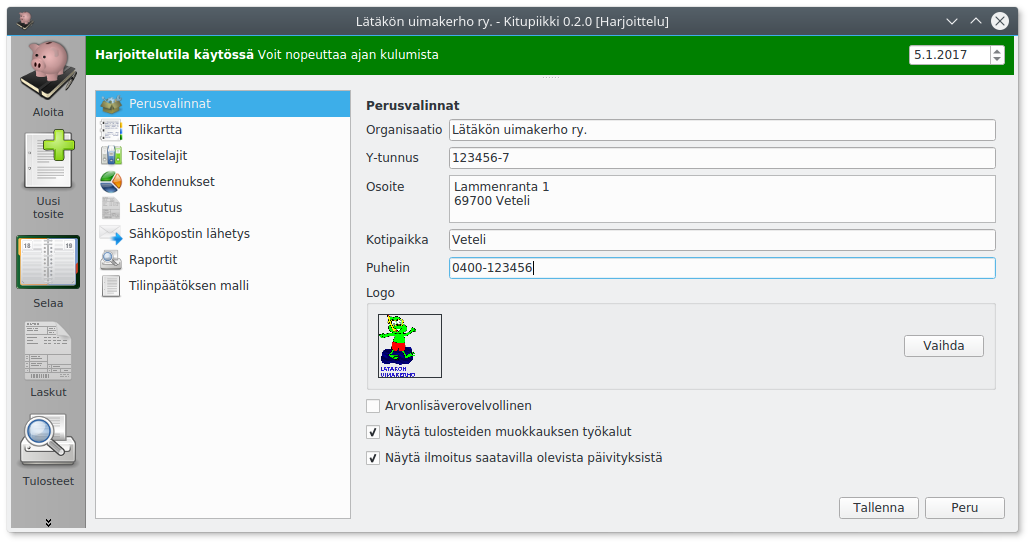 Lätäkön uimakerho ry. - Kitupiikki 0.2.0 [Harjoittelu]
Harjoittelutila käytössä Voit nopeuttaa ajan kulumista
5.1.2017
Aloita
Uusi
tosite
18
19
Selaa
Laskut
Tulosteet
Perusvalinnat
Tilikartta
Tositelajit
Kohdennukset
Laskutus
Sähköpostin lähetys
Raportit
Tilinpäätöksen malli
Perusvalinnat
Organisaatio
Lätäkön uimakerho ry.
Y-tunnus
123456-7
Osoite
Lammenranta 1
69700 Veteli
Kotipaikka
Veteli
Puhelin
0400-123456
Logo
LÄTÄKÖN
UIMAKERHO
Vaihda
Arvonlisäverovelvollinen
Näytä tulosteiden muokkauksen työkalut
Näytä ilmoitus saatavilla olevista päivityksistä
Tallenna
Peru